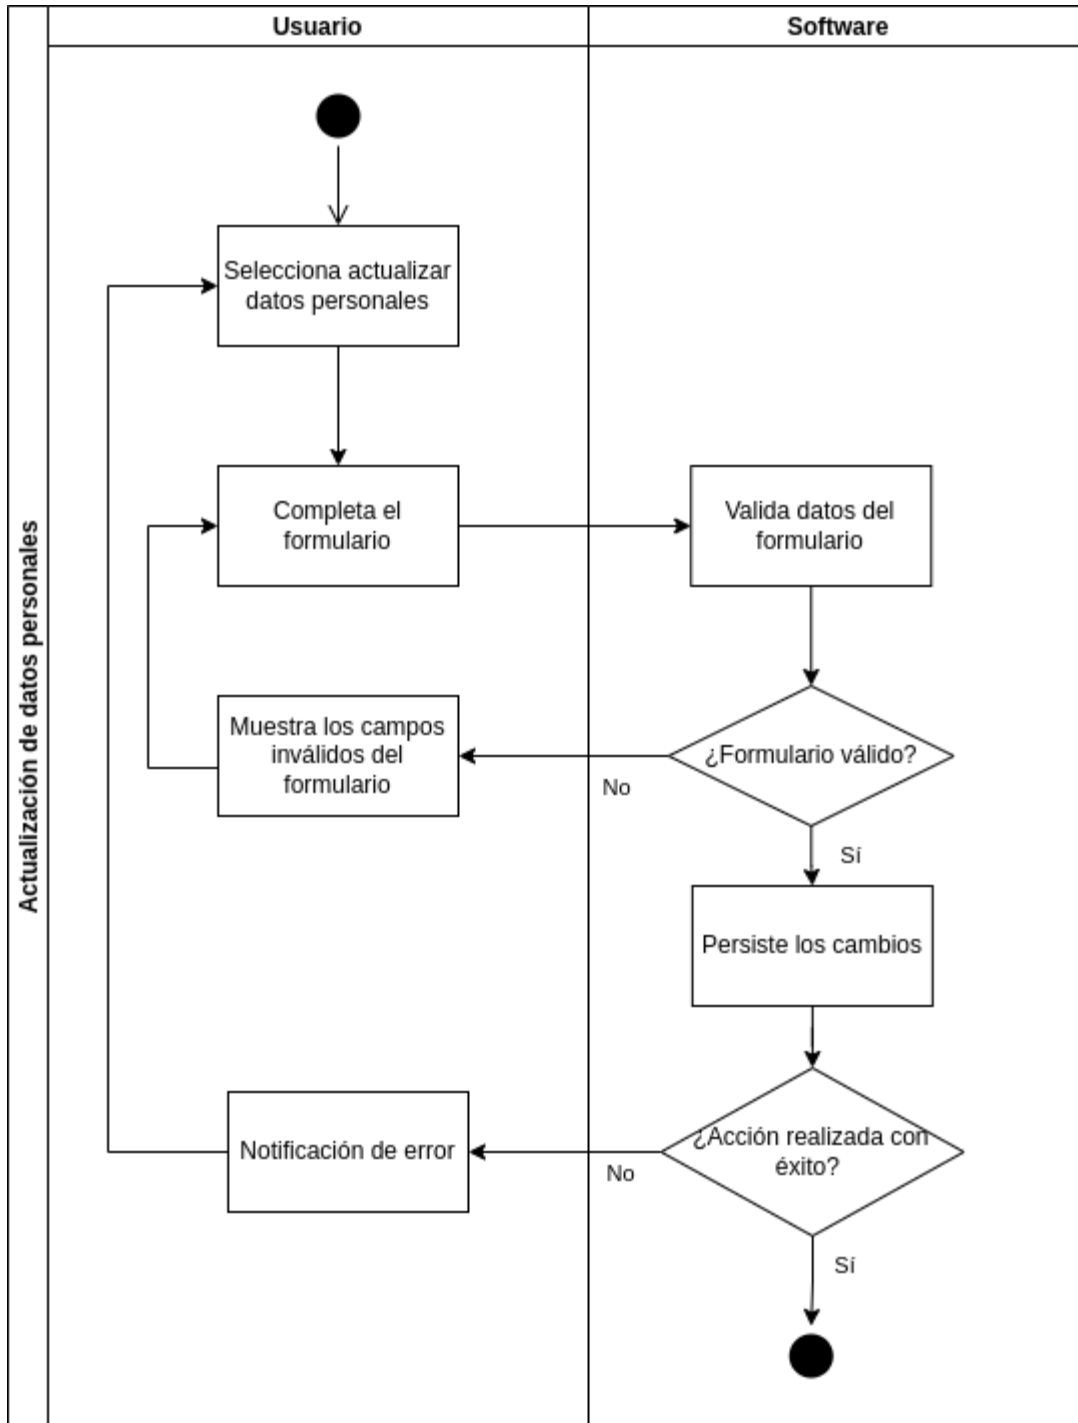 Usuario
Software
Actualización de datos personales
Selecciona actualizar
datos personales
Completa el
formulario
Valida datos del
formulario
Muestra los campos
inválidos del
formulario
¿Formulario válido?
No
Sí
Persiste los cambios
Notificación de error
¿Acción realizada con
éxito?
No
Sí